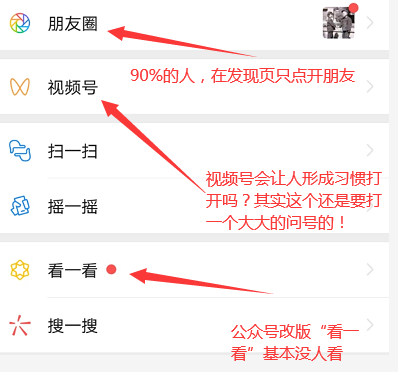 朋友圈
90%的人，在发现页只点开朋友
视频号
扫一扫
视频号会让人形成习惯打
开吗？其实这个还是要打
一个大大的问号的！
摇一摇
看一看
公众号改版“看一
看”基本没人看
搜一搜